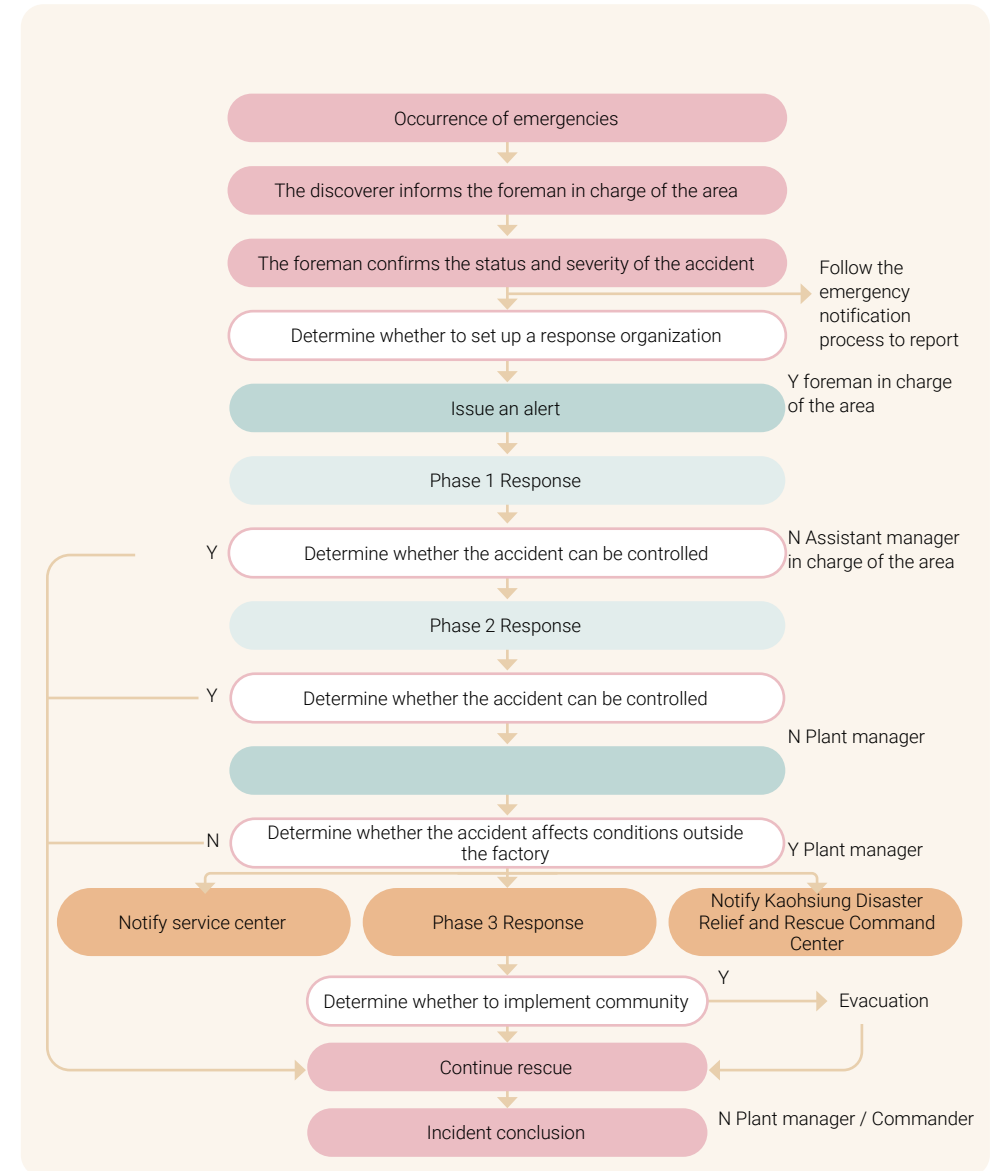 Occurrence of emergencies
The discoverer informs the foreman in charge of the area
The foreman confirms the status and severity of the accident
Follow the
emergency
notification
process to report
Determine whether to set up a response organization
Y foreman in charge
of the area
Issue an alert
Phase 1 Response
Y
Determine whether the accident can be controlled
N Assistant manager
in charge of the area
Phase 2 Response
Y
Determine whether the accident can be controlled
N Plant manager
N
Determine whether the accident affects conditions outside
the factory
Y Plant manager
Notify service center
Phase 3 Response
Notify Kaohsiung Disaster
Relief and Rescue Command
Center
Y
Determine whether to implement community
Evacuation
Continue rescue
N Plant manager / Commander
Incident conclusion